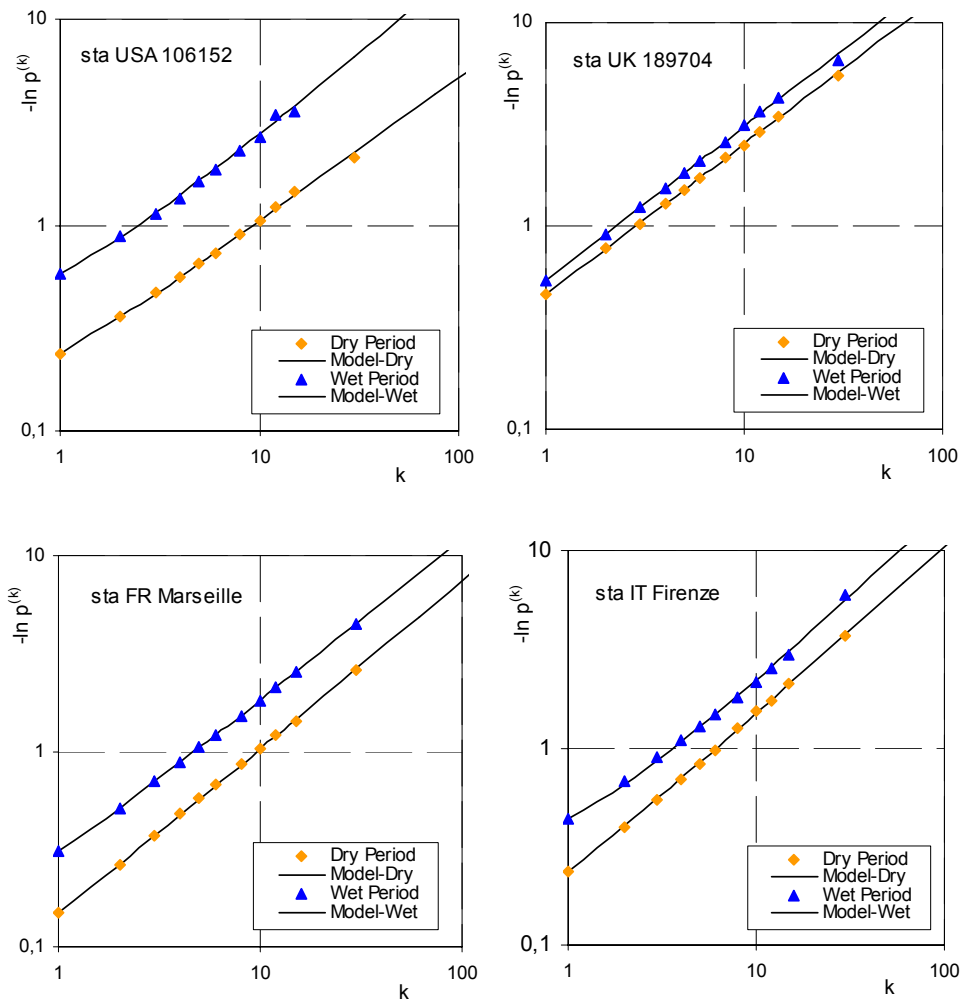 10
sta USA 106152
-ln p(k)
1
0,1
Dry Period
Model-Dry
Wet Period
Model-Wet
1
10
100
k
10
sta UK 189704
-ln p(k)
1
0,1
Dry Period
Model-Dry
Wet Period
Model-Wet
1
10
100
k
10
sta FR Marseille
-ln p(k)
1
0,1
Dry Period
Model-Dry
Wet Period
Model-Wet
1
10
100
k
10
sta IT Firenze
-ln p(k)
1
0,1
Dry Period
Model-Dry
Wet Period
Model-Wet
1
10
100
k